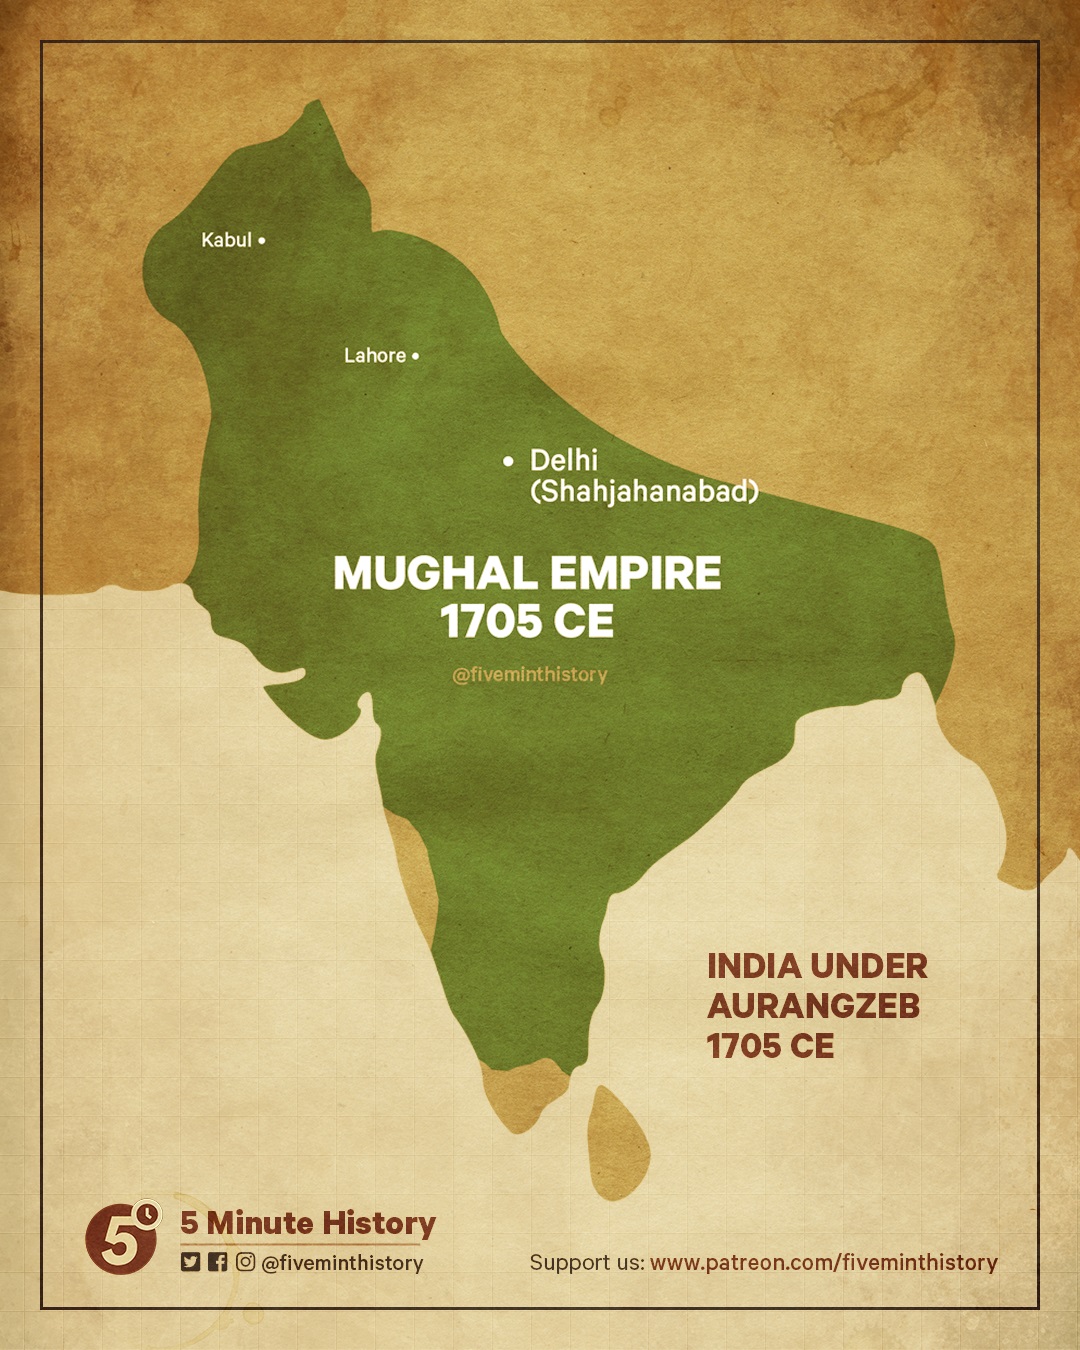 Kabul
Lahore
Delhi
(Shahjahanabad)
MUGHAL EMPIRE
1705 CE
@fiveminthistory
INDIA UNDER
AURANGZEB
1705 CE
5
5 Minute History
@fiveminthistory
Support us: www.patreon.com/fiveminthistory